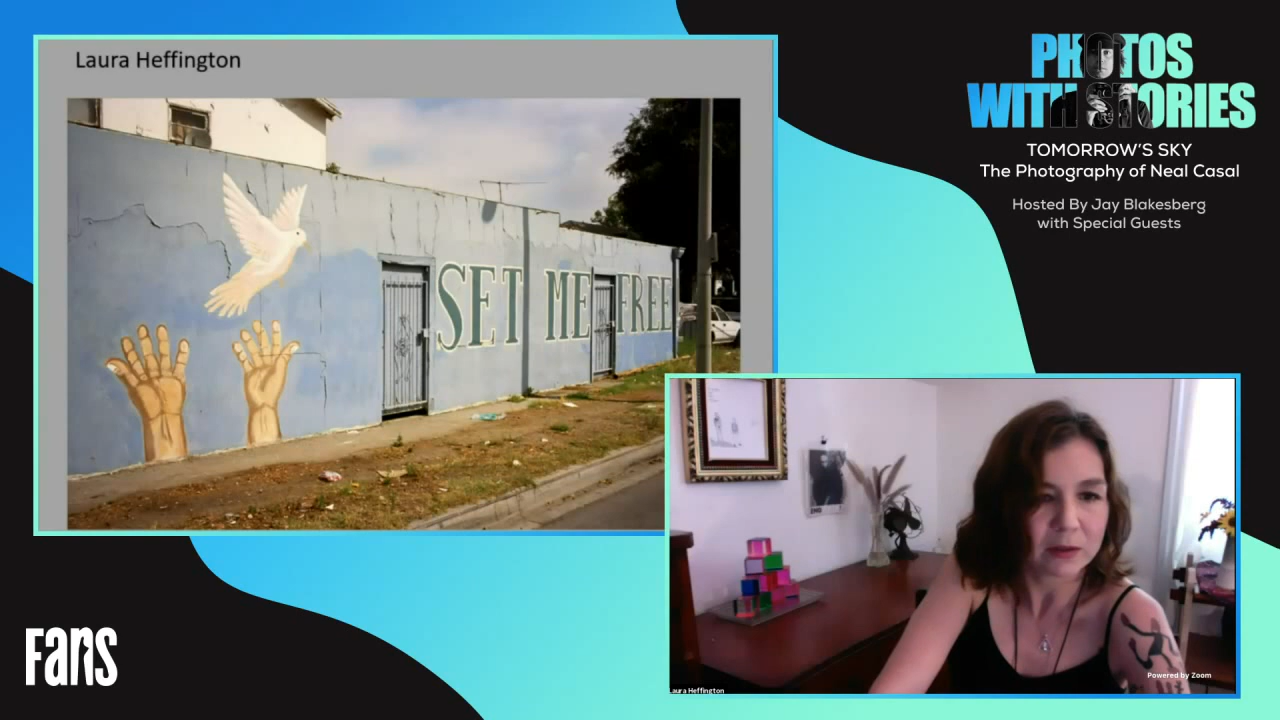 Laura Heffington
SET ME FREE
PHOTOS
WITH STORIES
TOMORROW'S SKY
The Photography of Neal Casal
Hosted By Jay Blakesberg
with Special Guests
Fans
Powered by Zoom
Laura Heffington